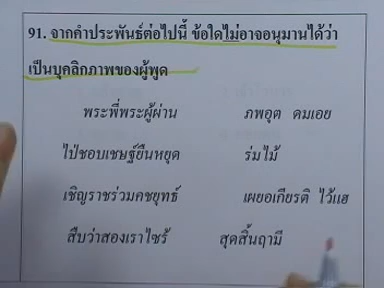 91. จากคำประพันธ์ต่อไปนี้ ข้อใดไม่อาจอนุมานได้ว่า
เป็นบุคลิกภาพของผู้พูด
พระพี่พระผู้ผ่าน ภพอุต ดมเอย
ไป่ชอบเชษฐ์ยืนหยุด ร่มไม้
เชิญราชร่วมคชยุทธ์ เผยอเกียรติ ไว้แฮ
สืบว่าสองเราไซร้ สุดสิ้นฤามี